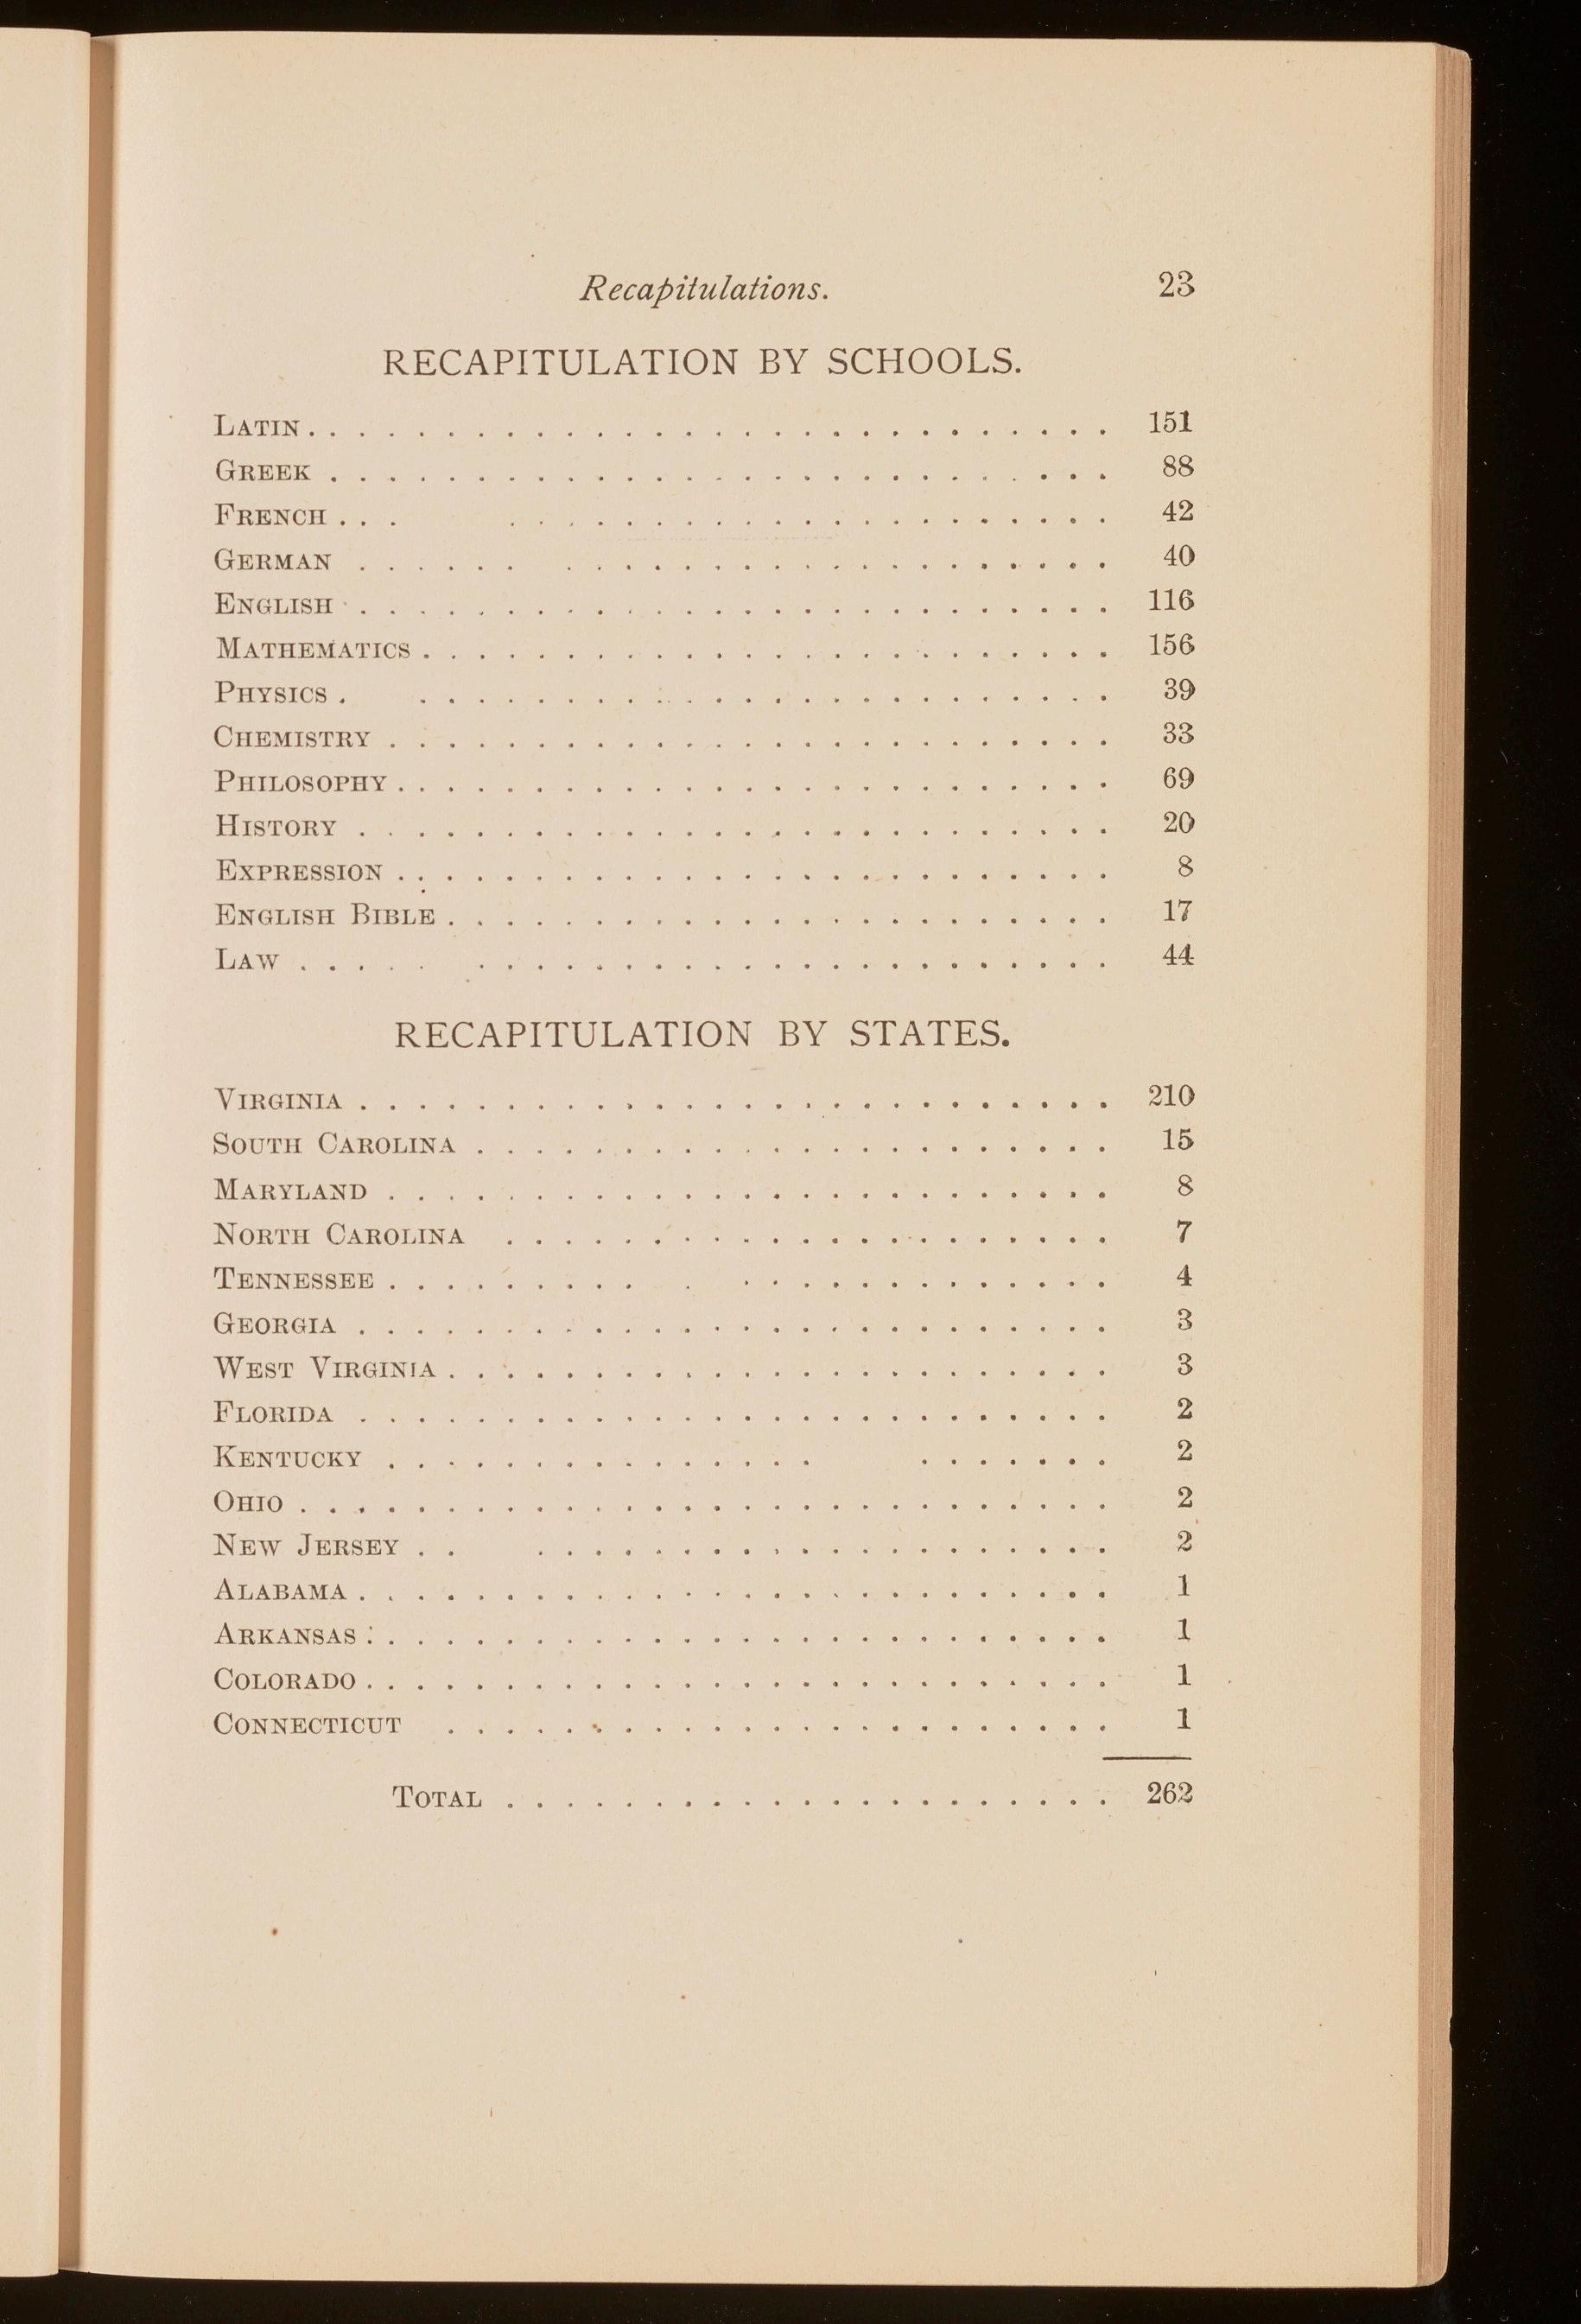 Recapitulations. 23
RECAPITULATION BY SCHOOLS.
LATIN . . . . . . . . . . 151
GREEK . . . . . . . . . . 88
FRENCH . . . . . . . . . . 42
GERMAN . . . . . . . . . . 40
ENGLISH . . . . . . . . . . 116
MATHEMATICS . . . . . . . . . . 156
PHYSICS . . . . . . . . . . 39
CHEMISTRY . . . . . . . . . . 33
PHILOSOPHY . . . . . . . . . . 69
HISTORY . . . . . . . . . . 20
EXPRESSION . . . . . . . . . . 8
ENGLISH BIBLE . . . . . . . . . . 17
LAW . . . . . . . . . . 44
RECAPITULATION BY STATES.
VIRGINIA . . . . . . . . . . 210
SOUTH CAROLINA . . . . . . . . . . 15
MARYLAND . . . . . . . . . . 8
NORTH CAROLINA . . . . . . . . . . 7
TENNESSEE . . . . . . . . . . 4
GEORGIA . . . . . . . . . . 3
WEST VIRGINIA . . . . . . . . . . 3
FLORIDA . . . . . . . . . . 2
KENTUCKY . . . . . . . . . . 2
OHIO . . . . . . . . . . 2
NEW JERSEY . . . . . . . . . . 2
ALABAMA . . . . . . . . . . 1
ARKANSAS . . . . . . . . . . 1
COLORADO . . . . . . . . . . 1
CONNECTICUT . . . . . . . . . . 1
TOTAL . . . . . . . . . . 262